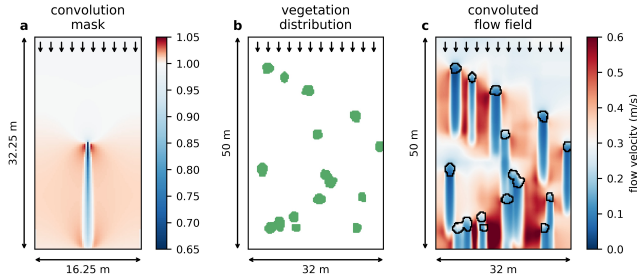 a
convolution
mask
32.25 m
16.25 m
1.05
1.00
0.95
0.90
0.85
0.80
0.75
0.70
0.65
b
vegetation
distribution
50 m
32 m
c
convoluted
flow field
50 m
32 m
0.6
0.5
0.4
0.3
0.2
0.1
0.0
flow velocity (m/s)